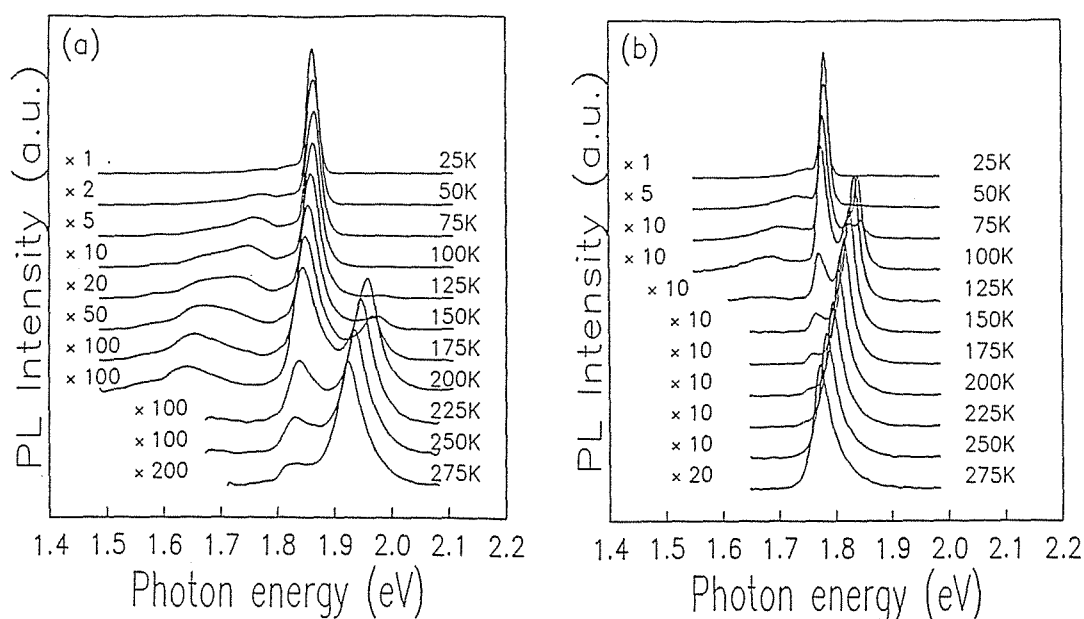 (a)
PL Intensity (a.u.)
× 1 25K
× 2 50K
× 5 75K
× 10 100K
× 20 125K
× 50 150K
× 100 175K
× 100 200K
× 100 225K
× 100 250K
× 200 275K
1.4 1.5 1.6 1.7 1.8 1.9 2.0 2.1 2.2
Photon energy (eV)
(b)
PL Intensity (a.u.)
× 1 25K
× 5 50K
× 10 75K
× 10 100K
× 10 125K
× 10 150K
× 10 175K
× 10 200K
× 10 225K
× 10 250K
× 20 275K
1.4 1.5 1.6 1.7 1.8 1.9 2.0 2.1 2.2
Photon energy (eV)